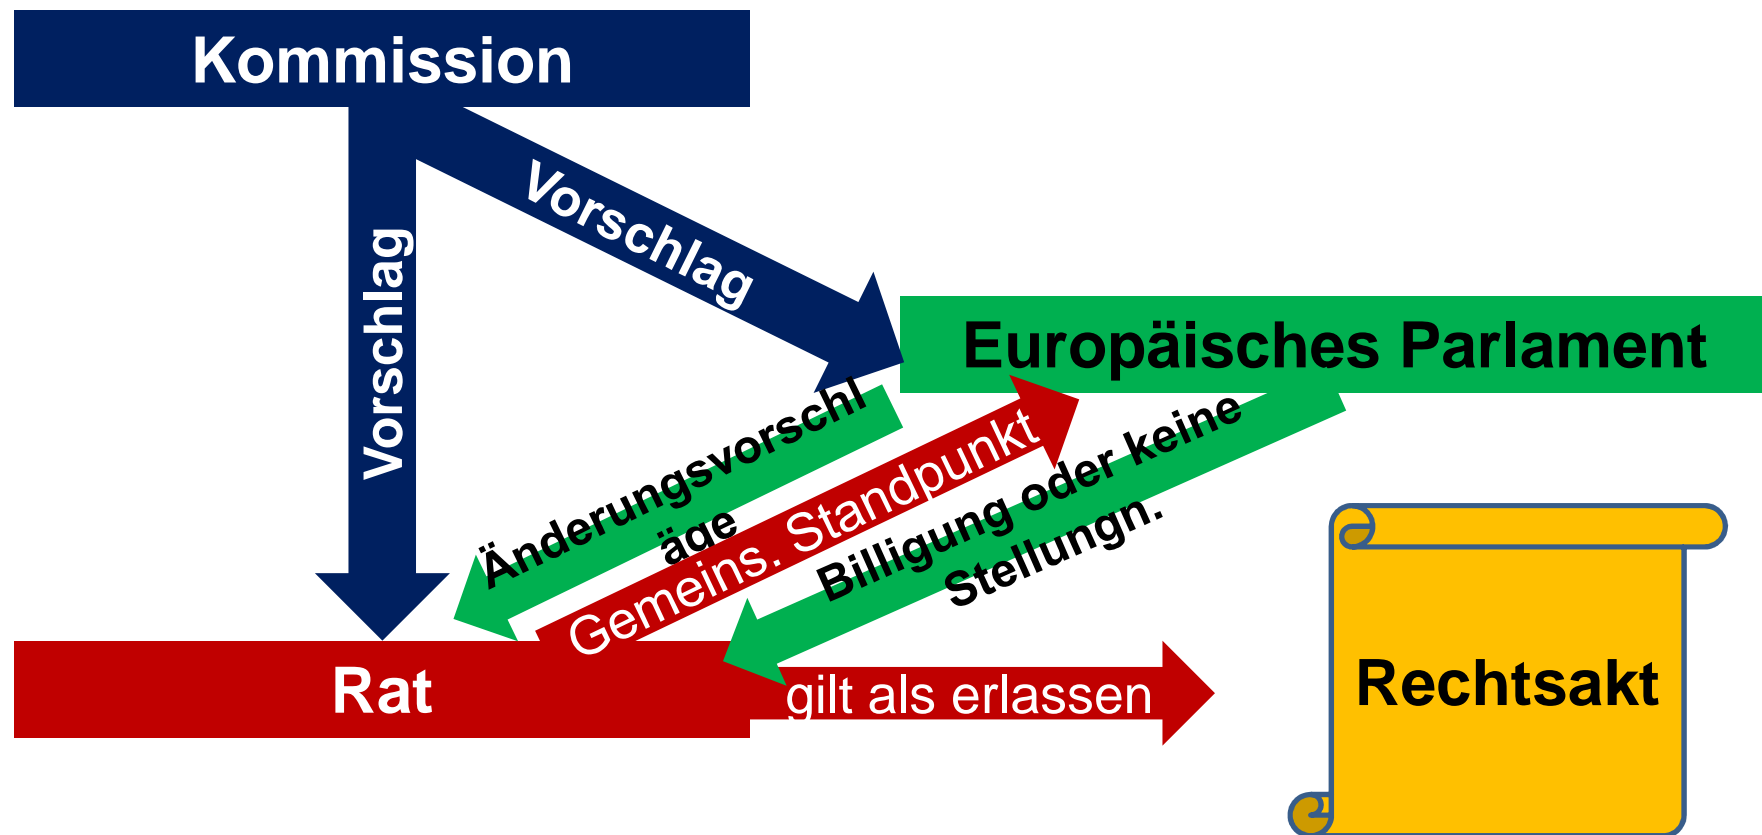 Kommission
Vorschlag
Vorschlag
Europäisches Parlament
Änderungsvorschl
äge
Gemeins. Standpunkt
Billigung oder keine
Stellungn.
Rat
gilt als erlassen
Rechtsakt